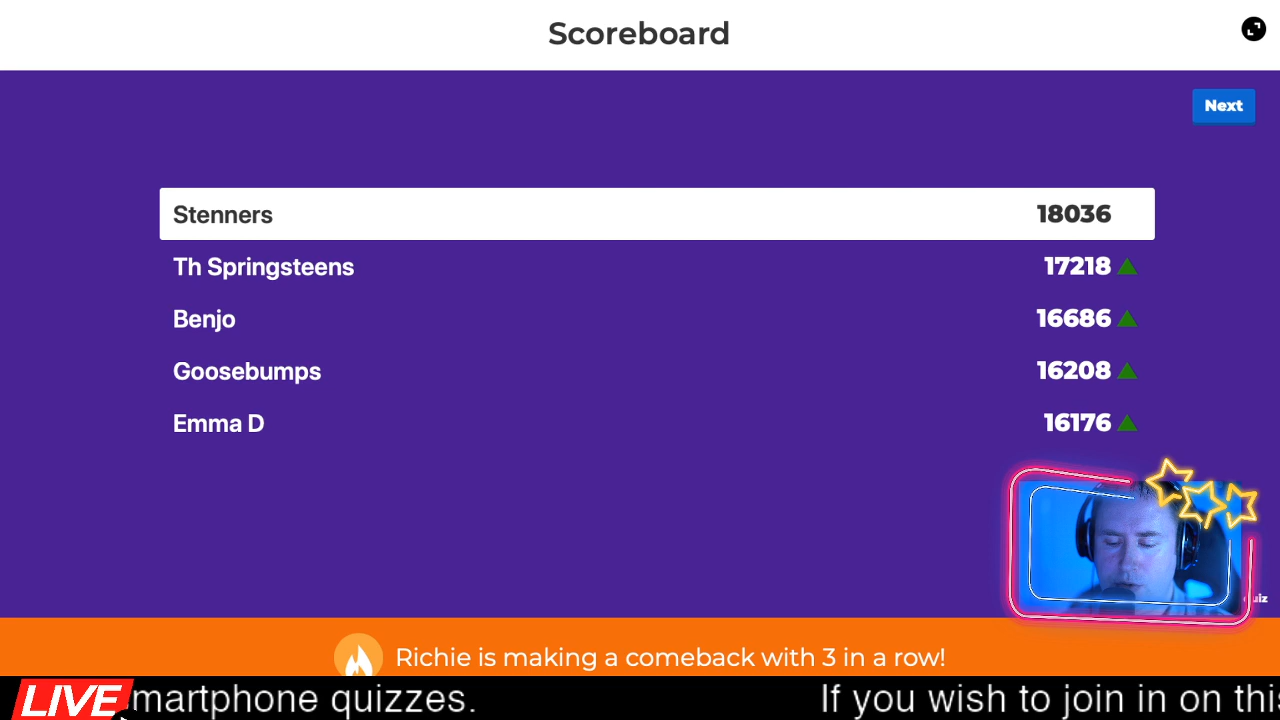 Scoreboard
Next
Stenners 18036
Th Springsteens 17218
Benjo 16686
Goosebumps 16208
Emma D 16176
Richie is making a comeback with 3 in a row!
LIVE martphone quizzes. If you wish to join in on this